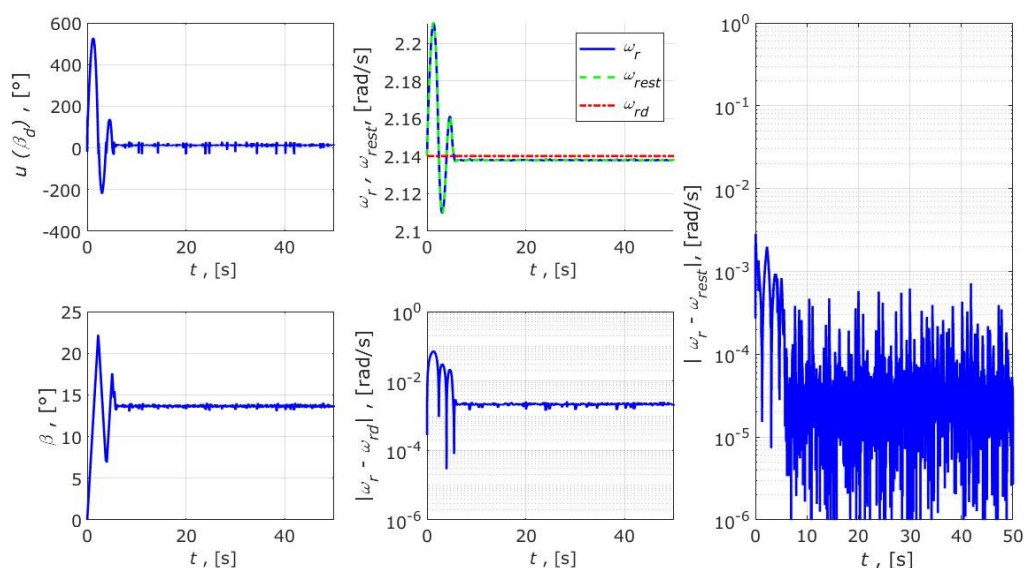 600
400
200
0
-200
-400
u (β_d) , [°]
0 20 40
t , [s]
2.2
2.18
2.16
2.14
2.12
2.1
ω_r , ω_rest, [rad/s]
ω_r
ω_rest
ω_rd
0 20 40
t , [s]
25
20
15
10
5
0
β, [°]
0 20 40
t , [s]
10^0
10^-2
10^-4
10^-6
|ω_r - ω_rd| , [rad/s]
0 20 40
t , [s]
10^0
10^-1
10^-2
10^-3
10^-4
10^-5
10^-6
| ω_r - ω_rest| , [rad/s]
0 10 20 30 40 50
t , [s]